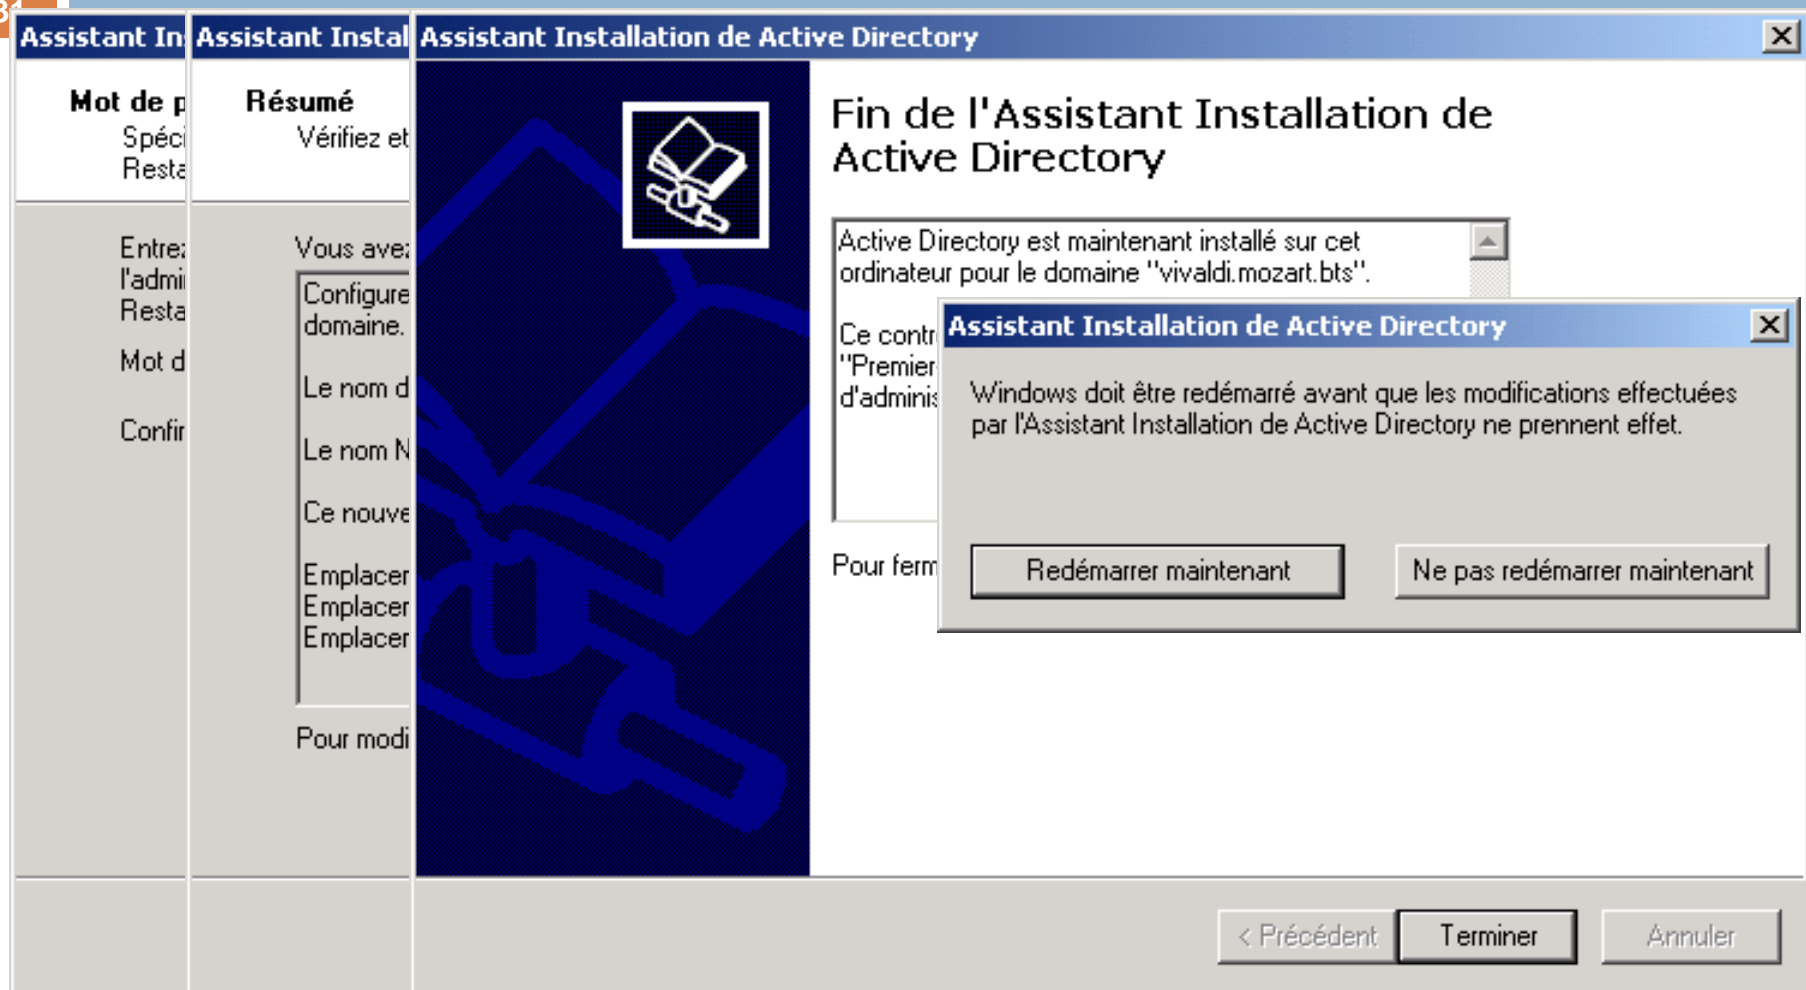 31
Assistant Ins
Mot de p
Spéci
Resta
Entrez
l'admi
Resta
Mot d
Confir
Assistant Instal
Résumé
Vérifiez et
Vous avez
Configure
domaine.
Le nom d
Le nom N
Ce nouve
Emplacer
Emplacer
Emplacer
Pour modi
Assistant Installation de Active Directory
Fin de l'Assistant Installation de
Active Directory
Active Directory est maintenant installé sur cet
ordinateur pour le domaine "vivaldi.mozart.bts".
Ce contr
"Premier
d'adminis
Pour ferm
Assistant Installation de Active Directory
Windows doit être redémarré avant que les modifications effectuées
par l'Assistant Installation de Active Directory ne prennent effet.
Redémarrer maintenant
Ne pas redémarrer maintenant
< Précédent
Terminer
Annuler